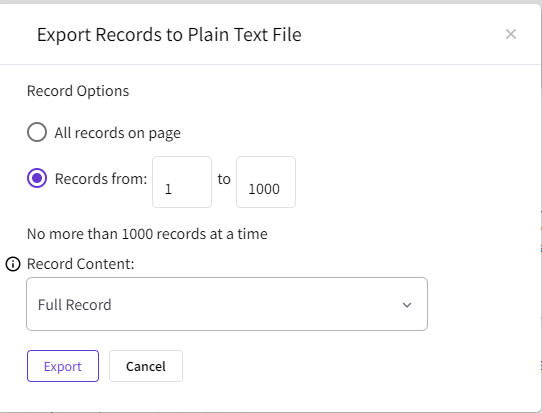 Export Records to Plain Text File
Record Options
All records on page
Records from: 1 to 1000
No more than 1000 records at a time
Record Content:
Full Record
Export Cancel